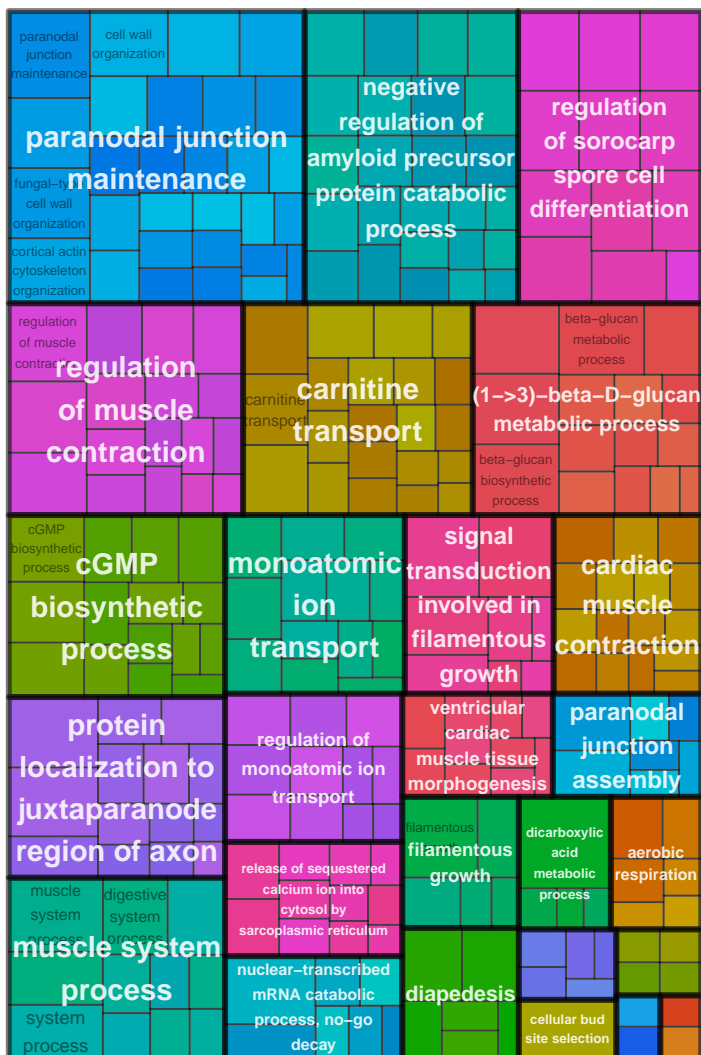 paranodal
junction
maintenance
cell wall
organization
paranodal junction
maintenance
fungal−type
cell wall
organization
cortical actin
cytoskeleton
organization
negative
regulation of
amyloid precursor
protein catabolic
process
regulation
of sorocarp
spore cell
differentiation
regulation
of muscle
contraction
regulation
of muscle
contraction
carnitine
transport
carnitine
transport
beta−glucan
metabolic
process
(1−>3)−beta−D−glucan
metabolic process
beta−glucan
biosynthetic
process
cGMP
biosynthetic
process
cGMP
biosynthetic
process
monoatomic
ion
transport
signal
transduction
involved in
filamentous
growth
cardiac
muscle
contraction
protein
localization to
juxtaparanode
region of axon
regulation of
monoatomic ion
transport
ventricular
cardiac
muscle tissue
morphogenesis
paranodal
junction
assembly
release of sequestered
calcium ion into
cytosol by
sarcoplasmic reticulum
filamentous
filamentous
growth
dicarboxylic
acid
metabolic
process
aerobic
respiration
muscle
system
process
digestive
system
process
muscle system
process
system
process
nuclear−transcribed
mRNA catabolic
process, no−go
decay
diapedesis
cellular bud
site selection